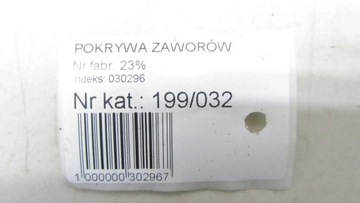 POKRYWA ZAWORÓW
Nr fabr. 23%
Indeks: 030296
Nr kat.: 199/032
1 000000 302967